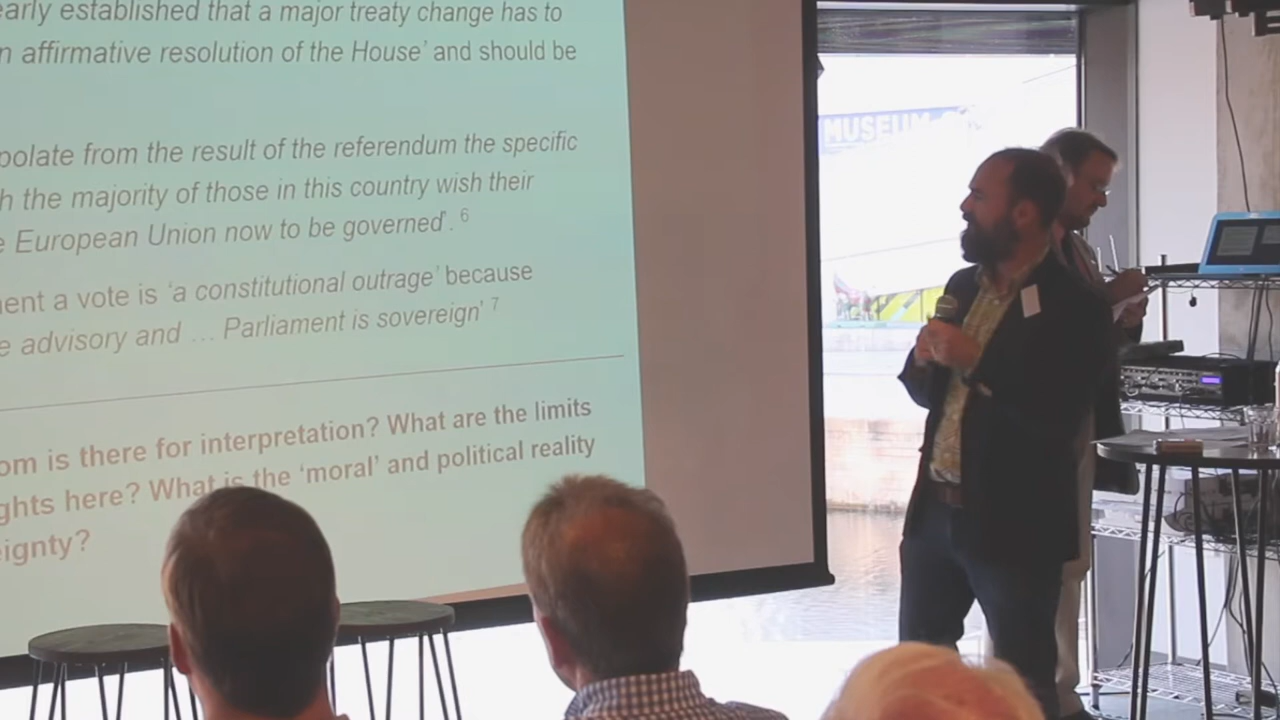 early established that a major treaty change has to
n affirmative resolution of the House' and should be
polate from the result of the referendum the specific
h the majority of those in this country wish their
e European Union now to be governed'. 6
ent a vote is 'a constitutional outrage' because
e advisory and … Parliament is sovereign' 7
om is there for interpretation? What are the limits
ghts here? What is the 'moral' and political reality
ignty?
MUSEUM